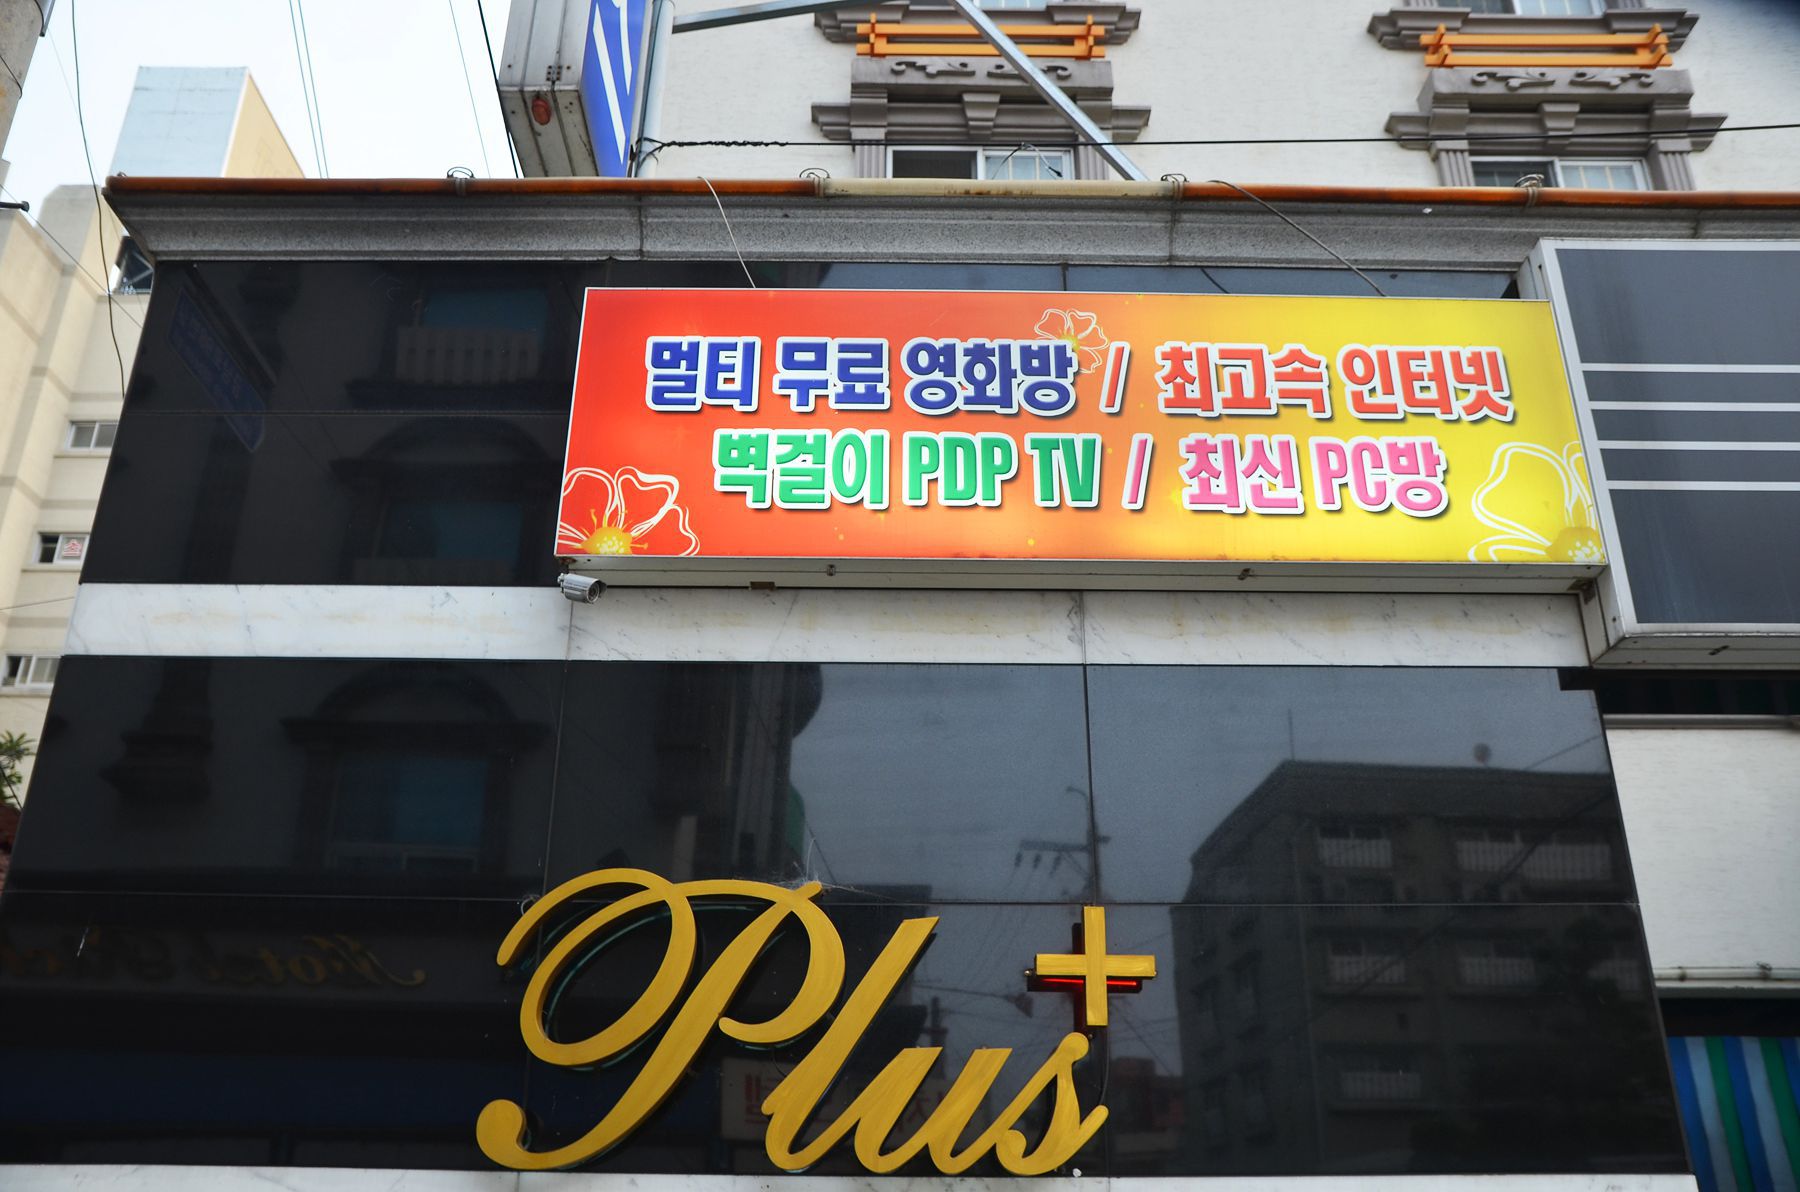 멀티 무료 영화방 / 최고속 인터넷
벽걸이 PDP TV / 최신 PC방
Plus+